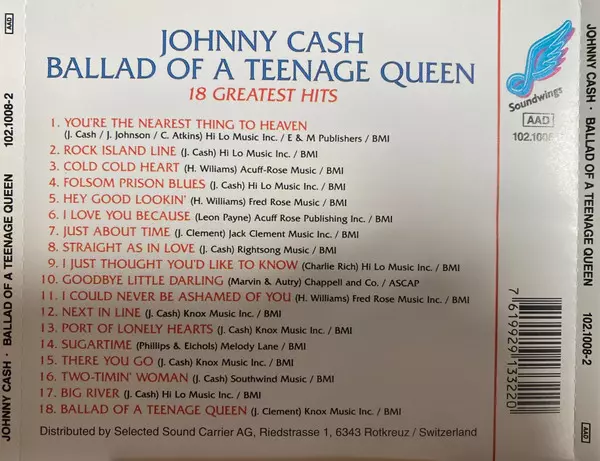 AAD
102.1008-2
JOHNNY CASH · BALLAD OF A TEENAGE QUEEN
JOHNNY CASH
BALLAD OF A TEENAGE QUEEN
18 GREATEST HITS
1. YOU'RE THE NEAREST THING TO HEAVEN
(J. Cash / J. Johnson / C. Atkins) Hi Lo Music Inc. / E & M Publishers / BMI
2. ROCK ISLAND LINE (J. Cash) Hi Lo Music Inc. / BMI
3. COLD COLD HEART (H. Williams) Acuff-Rose Music / BMI
4. FOLSOM PRISON BLUES (J. Cash) Hi Lo Music Inc. / BMI
5. HEY GOOD LOOKIN' (H. Williams) Fred Rose Music / BMI
6. I LOVE YOU BECAUSE (Leon Payne) Acuff Rose Publishing Inc. / BMI
7. JUST ABOUT TIME (J. Clement) Jack Clement Music Inc. / BMI
8. STRAIGHT AS IN LOVE (J. Cash) Rightsong Music / BMI
9. I JUST THOUGHT YOU'D LIKE TO KNOW (Charlie Rich) Hi Lo Music Inc. / BMI
10. GOODBYE LITTLE DARLING (Marvin & Autry) Chappell and Co. / ASCAP
11. I COULD NEVER BE ASHAMED OF YOU (H. Williams) Fred Rose Music Inc. / BMI
12. NEXT IN LINE (J. Cash) Knox Music Inc. / BMI
13. PORT OF LONELY HEARTS (J. Cash) Knox Music Inc. / BMI
14. SUGARTIME (Phillips & Eichols) Melody Lane / BMI
15. THERE YOU GO (J. Cash) Knox Music Inc. / BMI
16. TWO-TIMIN' WOMAN (J. Cash) Southwind Music / BMI
17. BIG RIVER (J. Cash) Hi Lo Music Inc. / BMI
18. BALLAD OF A TEENAGE QUEEN (J. Clement) Knox Music Inc. / BMI
Distributed by Selected Sound Carrier AG, Riedstrasse 1, 6343 Rotkreuz / Switzerland
Soundwings
AAD
7 619929 133220
JOHNNY CASH · BALLAD OF A TEENAGE QUEEN
102.1008-2
AAD